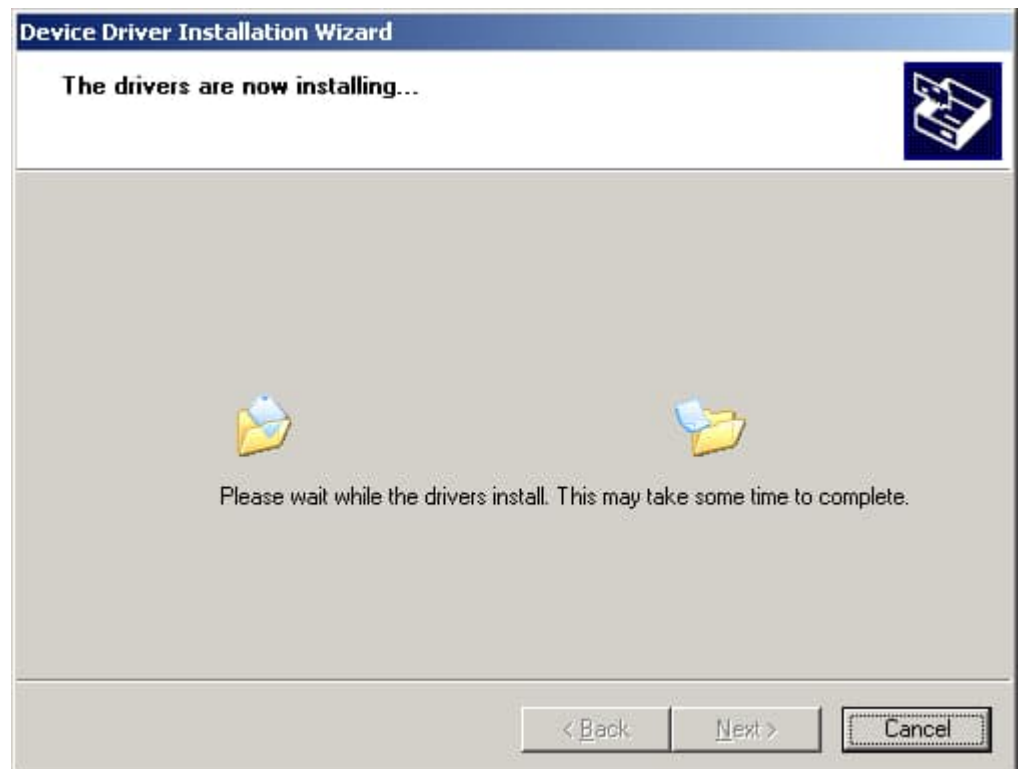 Device Driver Installation Wizard
The drivers are now installing...
Please wait while the drivers install. This may take some time to complete.
< Back
Next >
Cancel